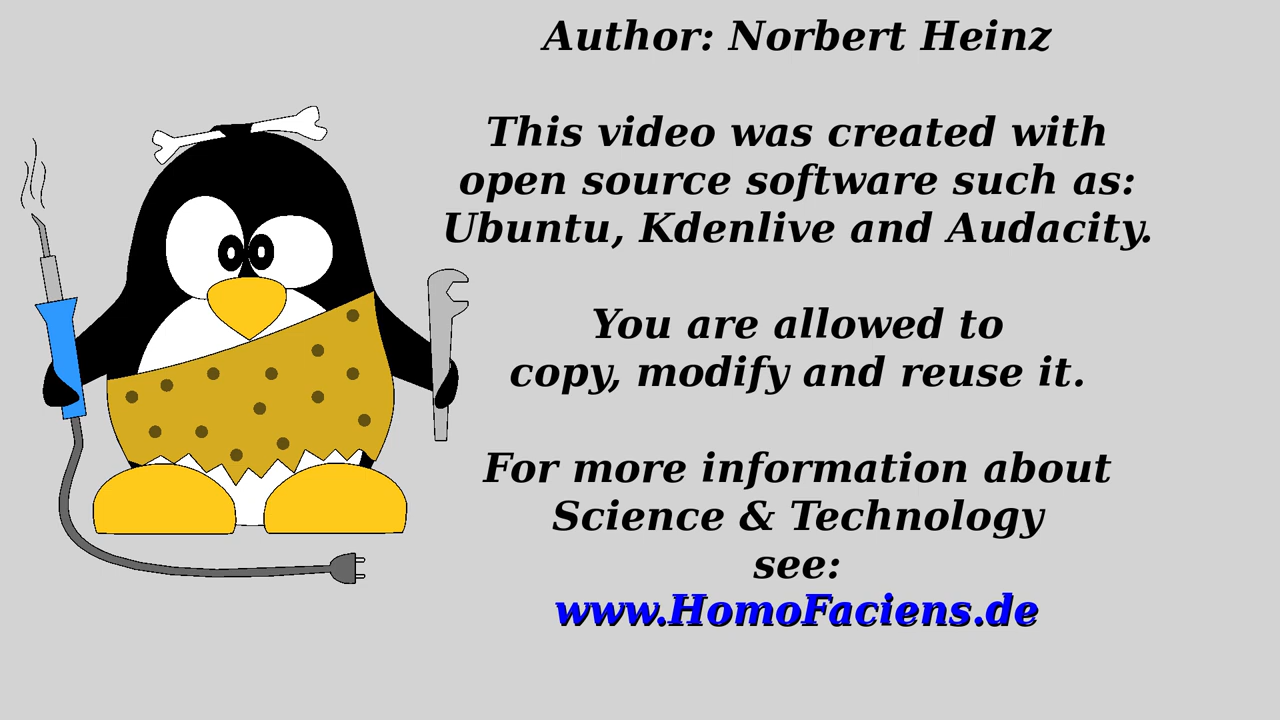 Author: Norbert Heinz
This video was created with
open source software such as:
Ubuntu, Kdenlive and Audacity.
You are allowed to
copy, modify and reuse it.
For more information about
Science & Technology
see:
www.HomoFaciens.de